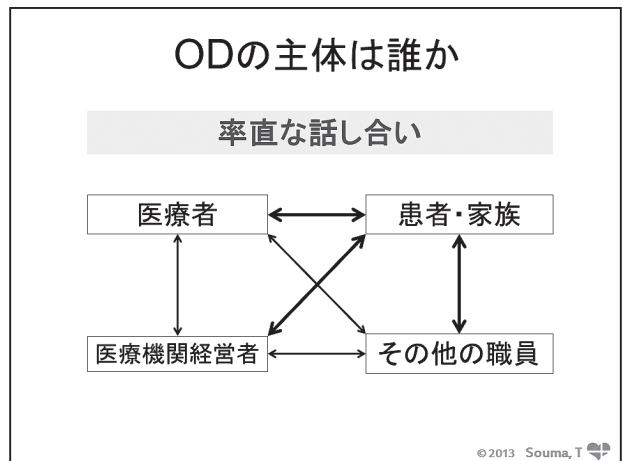 ODの主体は誰か
率直な話し合い
医療者
患者・家族
医療機関経営者
その他の職員
©2013 Souma, T